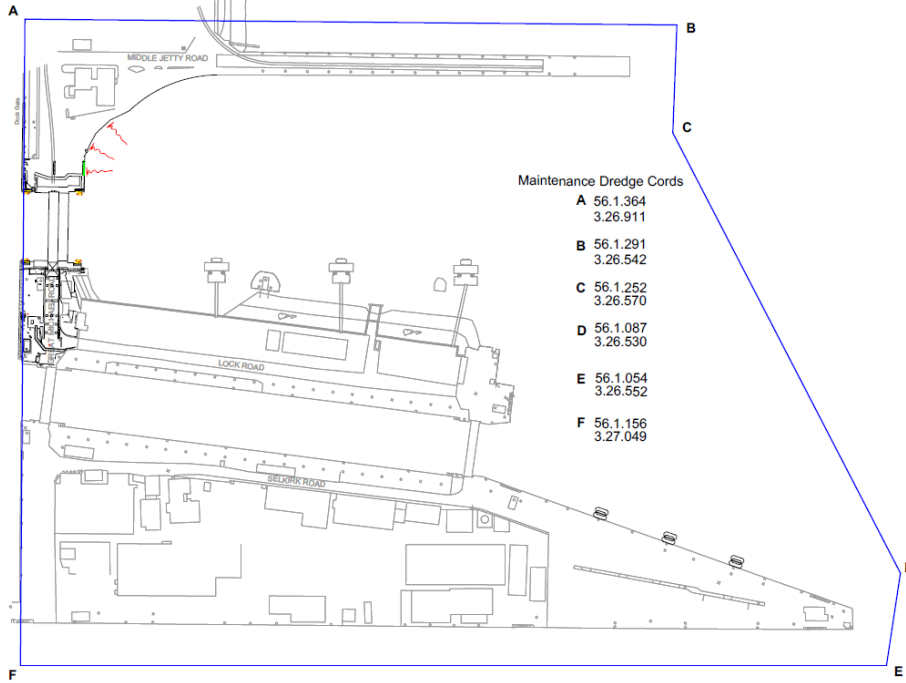 A
B
MIDDLE JETTY ROAD
Dock Gate
C
Maintenance Dredge Cords
A 56.1.364
3.26.911
B 56.1.291
3.26.542
C 56.1.252
3.26.570
D 56.1.087
3.26.530
E 56.1.054
3.26.552
F 56.1.156
3.27.049
LOCK ROAD
SELKIRK ROAD
F
E